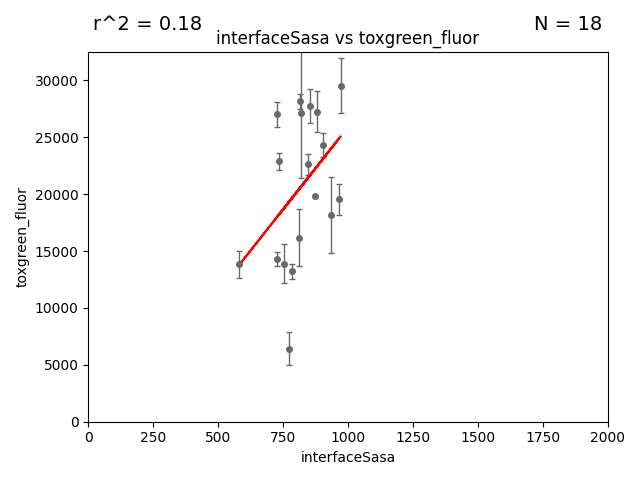 r^2 = 0.18
N = 18
interfaceSasa vs toxgreen_fluor
30000
25000
20000
15000
10000
5000
0
toxgreen_fluor
0 250 500 750 1000 1250 1500 1750 2000
interfaceSasa